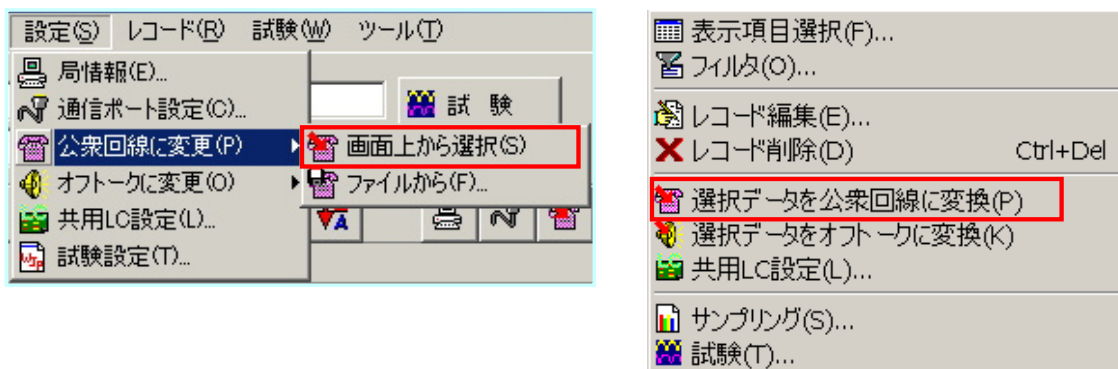 設定(S) レコード(R) 試験(W) ツール(T)
局情報(E)...
通信ポート設定(C)...
試 験
公衆回線に変更(P)
画面上から選択(S)
オフトークに変更(O)
ファイルから(F)...
共用LC設定(L)...
試験設定(T)...
表示項目選択(F)...
フィルタ(O)...
レコード編集(E)...
レコード削除(D) Ctrl+Del
選択データを公衆回線に変換(P)
選択データをオフトークに変換(K)
共用LC設定(L)...
サンプリング(S)...
試験(T)...